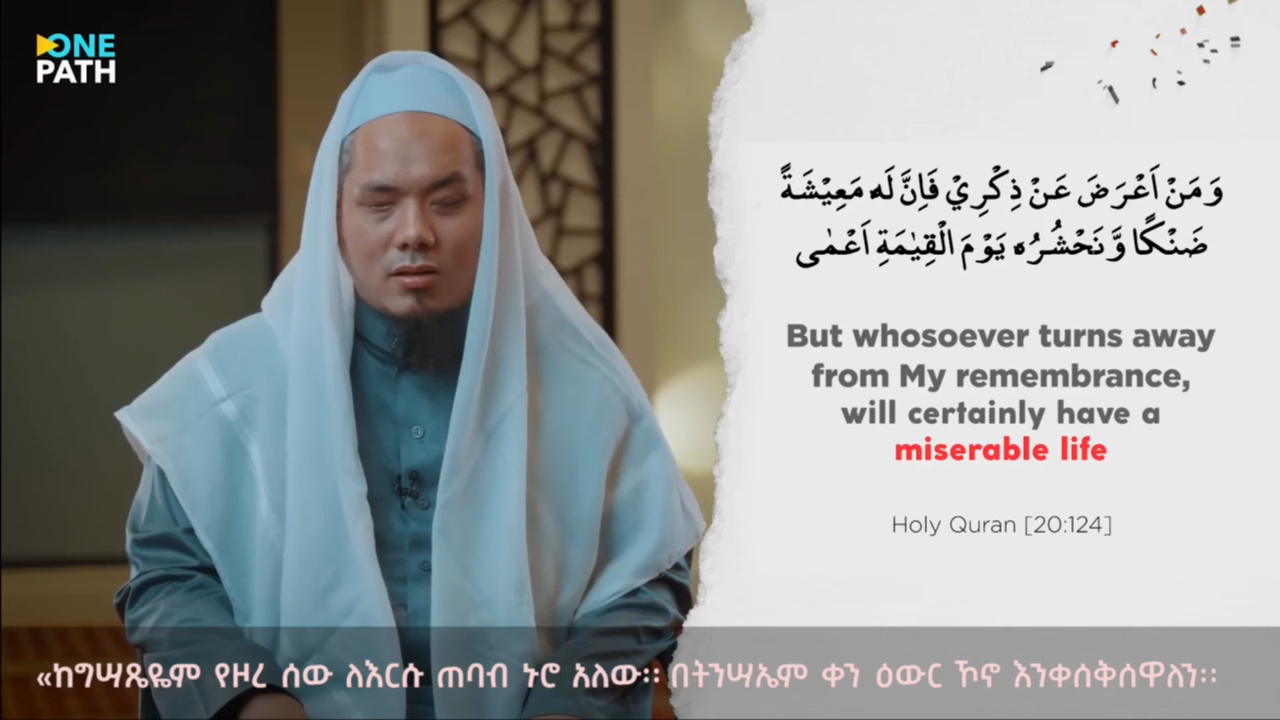 ONE
PATH
وَمَنْ اَعْرَضَ عَنْ ذِكْرِيْ فَاِنَّ لَهٗ مَعِيْشَةً
ضَنْكًا وَّنَحْشُرُهٗ يَوْمَ الْقِيٰمَةِ اَعْمٰى
But whosoever turns away
from My remembrance,
will certainly have a
miserable life
Holy Quran [20:124]
«ከግሣጼዬም የዞረ ሰው ለእርሱ ጠባብ ኑሮ አለው፡፡ በትንሣኤም ቀን ዕውር ኾኖ እንቀሰቅሰዋለን፡፡